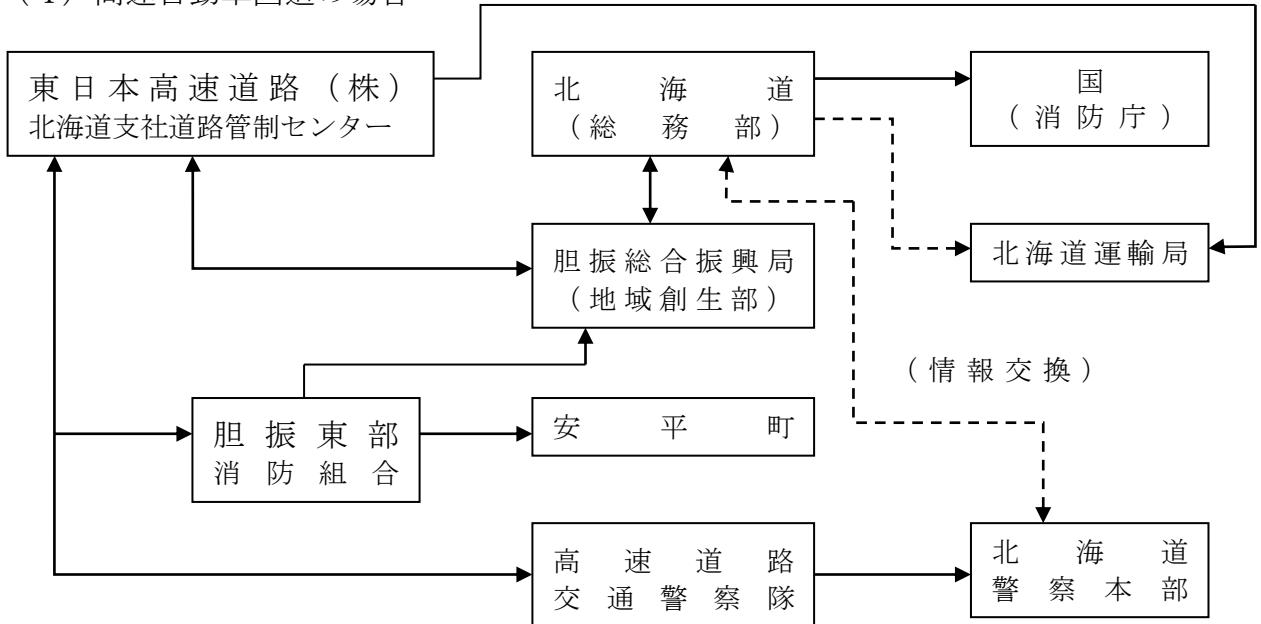 （１）高速自動車国道の場合
東日本高速道路（株）
北海道支社道路管制センター
北海道
（総務部）
国
（消防庁）
胆振総合振興局
（地域創生部）
北海道運輸局
（情報交換）
胆振東部
消防組合
安平町
高速道路
交通警察隊
北海道
警察本部